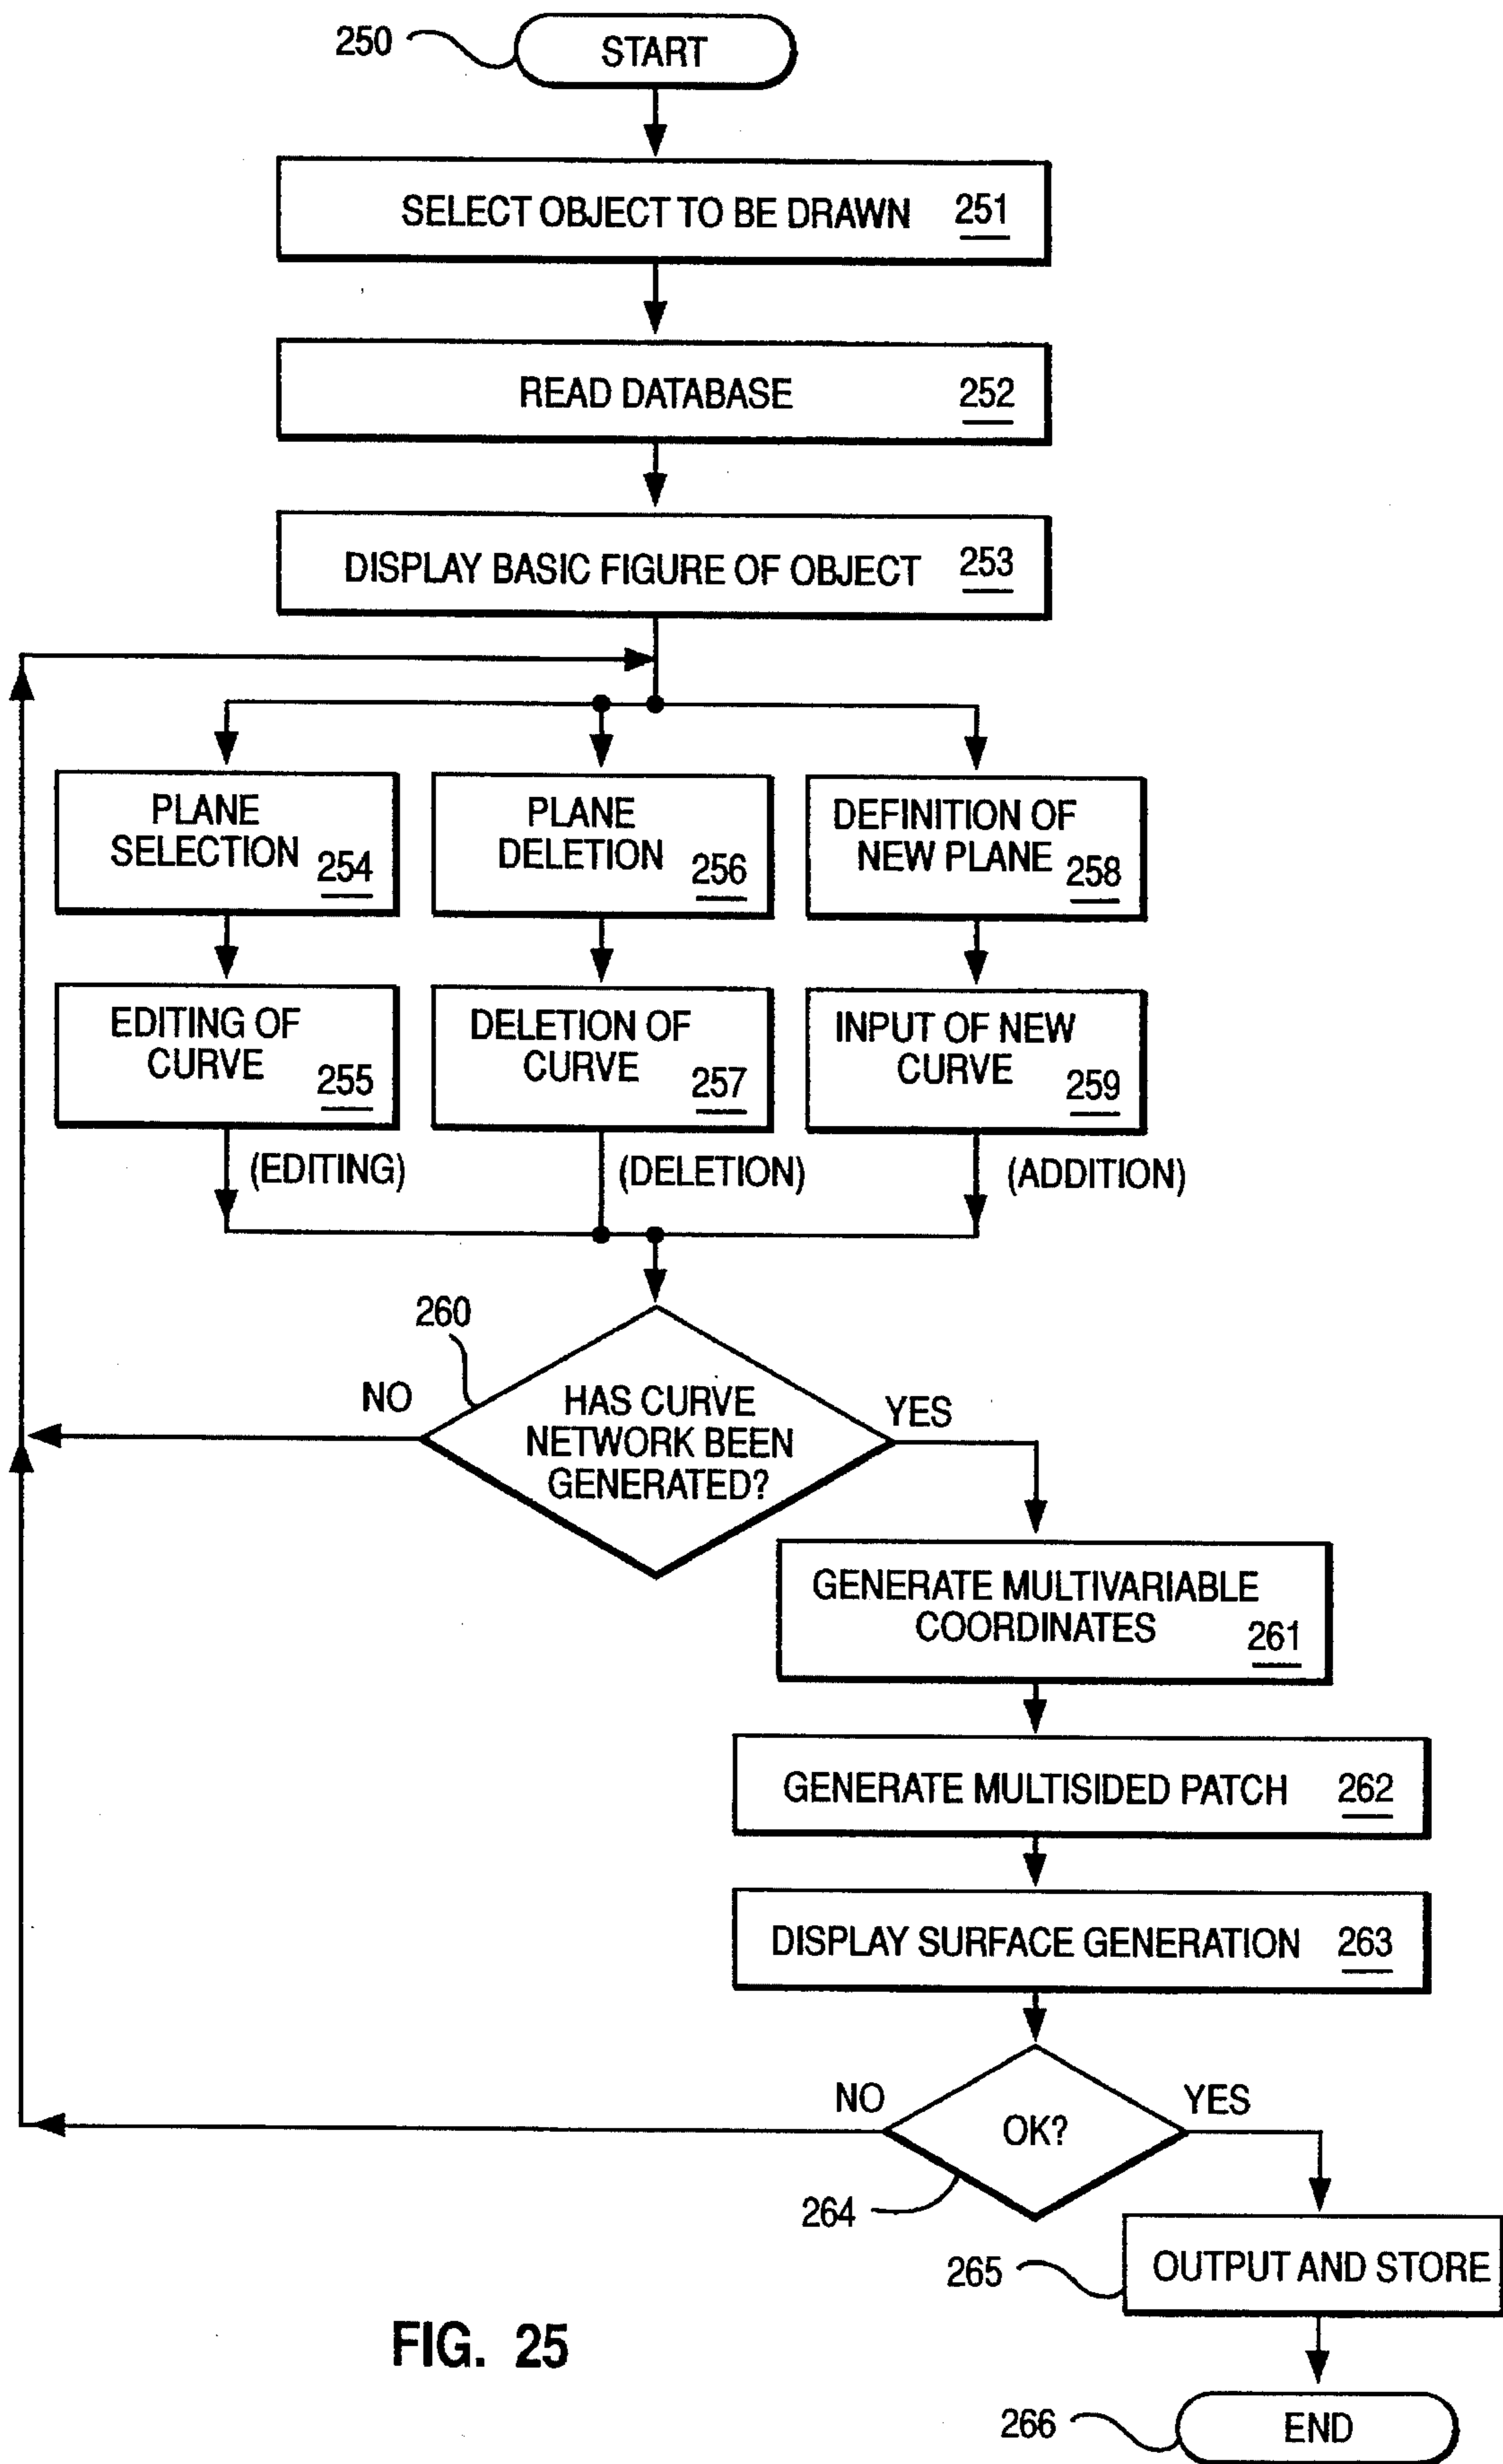 250
START
SELECT OBJECT TO BE DRAWN 251
READ DATABASE 252
DISPLAY BASIC FIGURE OF OBJECT 253
PLANE
SELECTION 254
PLANE
DELETION 256
DEFINITION OF
NEW PLANE 258
EDITING OF
CURVE 255
DELETION OF
CURVE 257
INPUT OF NEW
CURVE 259
(EDITING)
(DELETION)
(ADDITION)
260
NO
HAS CURVE
NETWORK BEEN
GENERATED?
YES
GENERATE MULTIVARIABLE
COORDINATES 261
GENERATE MULTISIDED PATCH 262
DISPLAY SURFACE GENERATION 263
NO
OK?
YES
264
265
OUTPUT AND STORE
FIG. 25
266
END